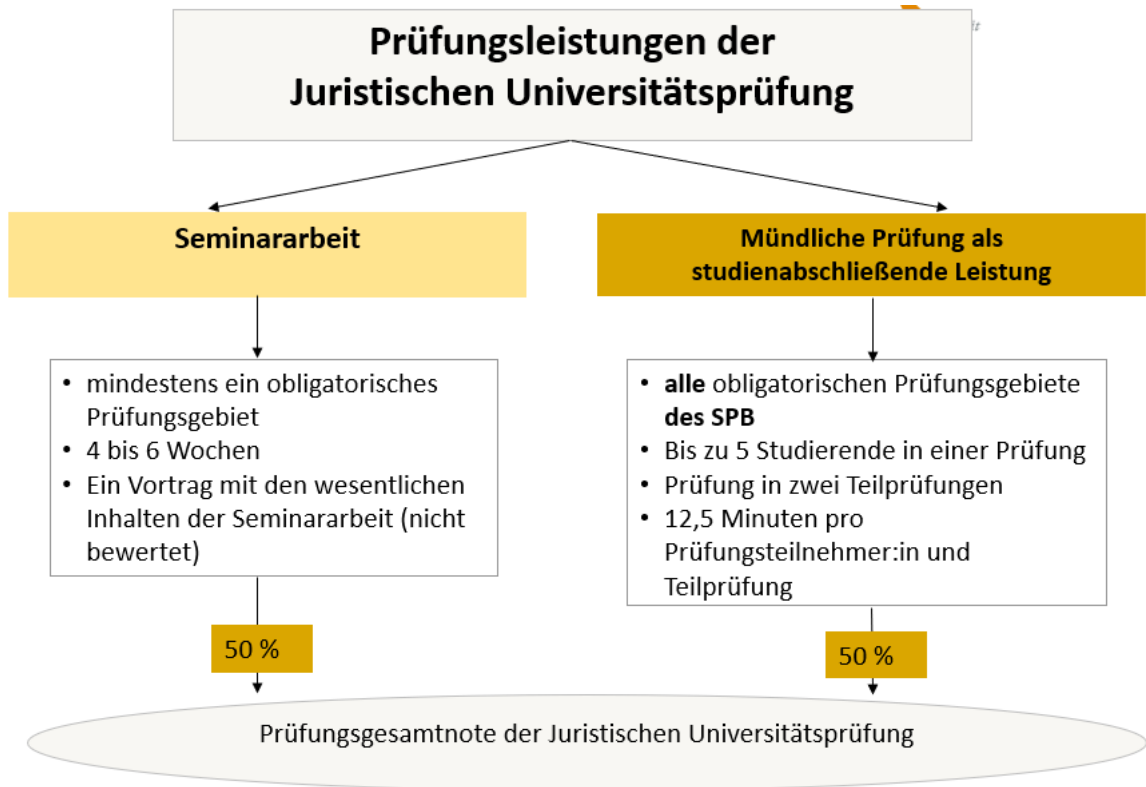 Prüfungsleistungen der
Juristischen Universitätsprüfung
Seminararbeit
• mindestens ein obligatorisches
Prüfungsgebiet
• 4 bis 6 Wochen
• Ein Vortrag mit den wesentlichen
Inhalten der Seminararbeit (nicht
bewertet)
50 %
Mündliche Prüfung als
studienabschließende Leistung
• alle obligatorischen Prüfungsgebiete
des SPB
• Bis zu 5 Studierende in einer Prüfung
• Prüfung in zwei Teilprüfungen
• 12,5 Minuten pro
Prüfungsteilnehmer:in und
Teilprüfung
50 %
Prüfungsgesamtnote der Juristischen Universitätsprüfung